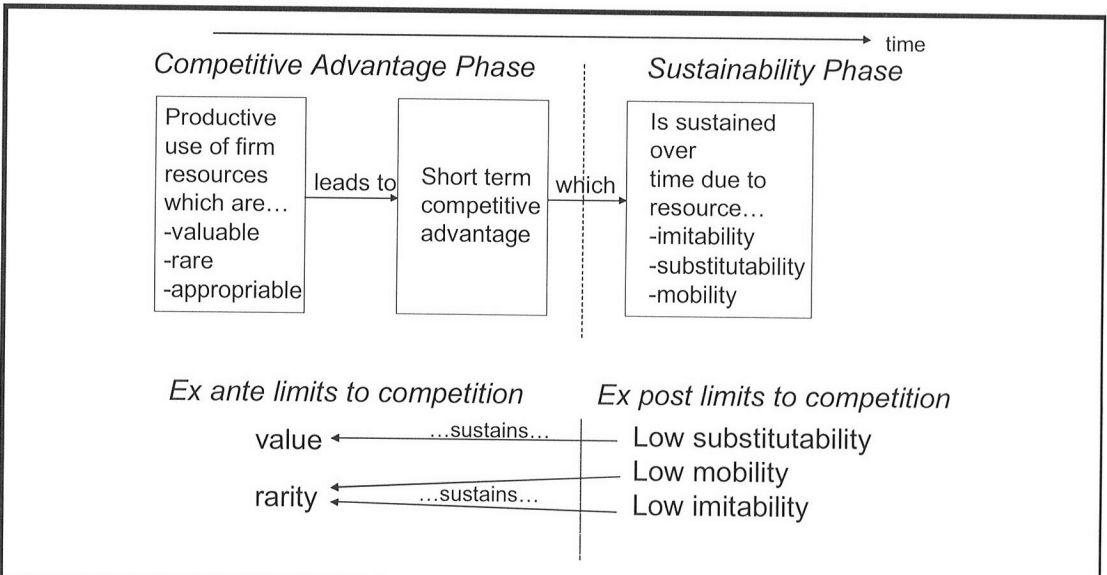 time
Competitive Advantage Phase
Sustainability Phase
Productive
use of firm
resources
which are…
-valuable
-rare
-appropriable
leads to
Short term
competitive
advantage
which
Is sustained
over
time due to
resource…
-imitability
-substitutability
-mobility
Ex ante limits to competition
Ex post limits to competition
value
…sustains…
Low substitutability
Low mobility
rarity
…sustains…
Low imitability